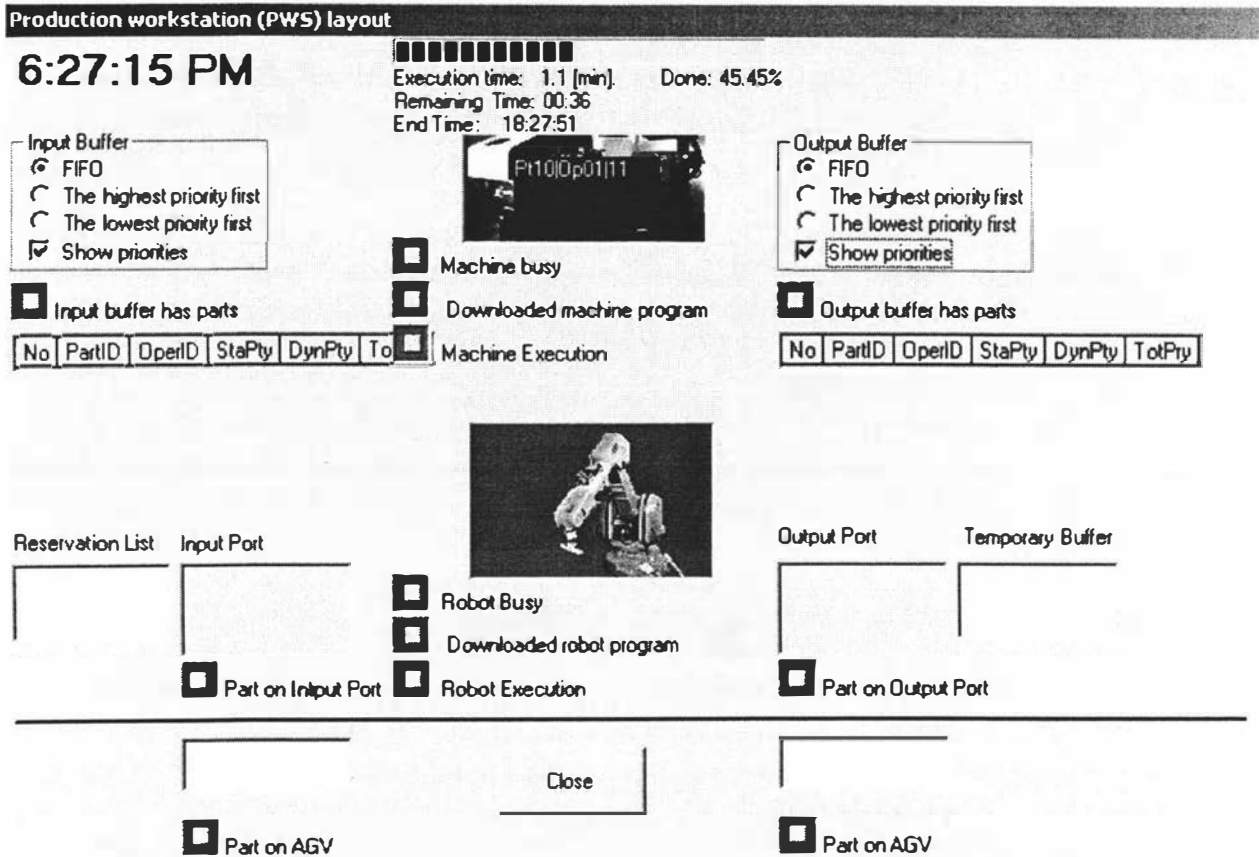 Production workstation (PWS) layout
6:27:15 PM
Execution time: 1.1 [min]. Done: 45,45%
Remaining Time: 00:36
End Time: 18:27:51
Input Buffer
FIFO
The highest priority first
The lowest priority first
Show priorities
Pt10|Op01|11
Output Buffer
FIFO
The highest priority first
The lowest priority first
Show priorities
Machine busy
Input buffer has parts
Downloaded machine program
Output buffer has parts
No PartID OperID StaPty DynPty To
Machine Execution
No PartID OperID StaPty DynPty TotPry
Reservation List
Input Port
Output Port
Temporary Buffer
Robot Busy
Downloaded robot program
Part on Intput Port
Robot Execution
Part on Output Port
Close
Part on AGV
Part on AGV